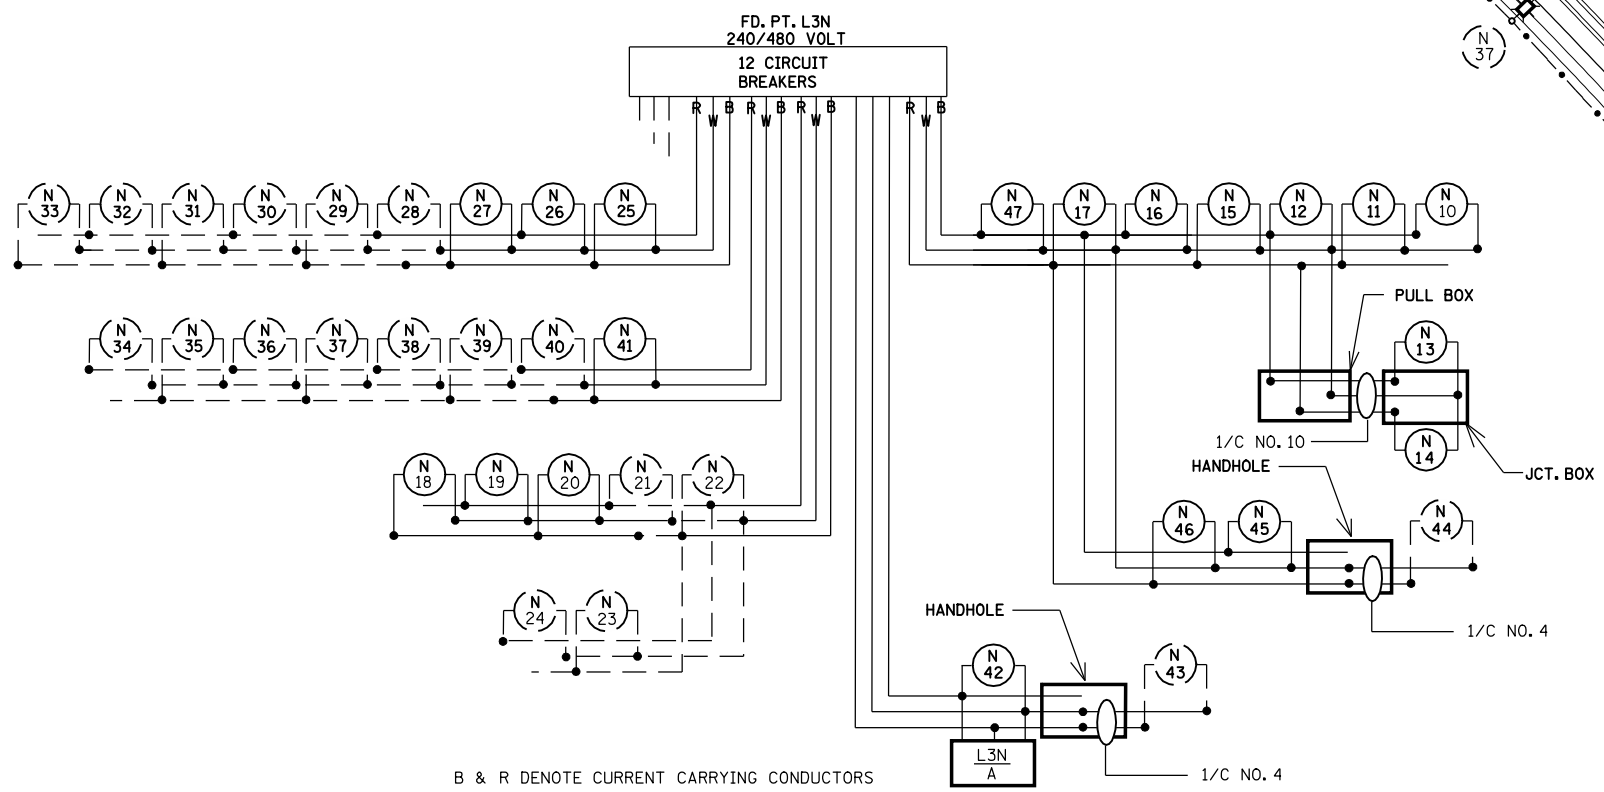 FD. PT. L3N
240/480 VOLT
12 CIRCUIT
BREAKERS
N
37
R W B R W B R W B R W B
N N N N N N N N N
33 32 31 30 29 28 27 26 25
N N N N N N N
47 17 16 15 12 11 10
PULL BOX
N N N N N N N N
34 35 36 37 38 39 40 41
N
13
1/C NO. 10
N
14
HANDHOLE
JCT. BOX
N N N N N
18 19 20 21 22
N N N
46 45 44
N N
24 23
HANDHOLE
1/C NO. 4
N N
42 43
L3N
A
1/C NO. 4
B & R DENOTE CURRENT CARRYING CONDUCTORS